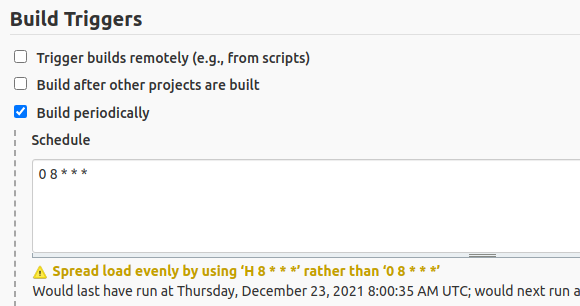 Build Triggers
Trigger builds remotely (e.g., from scripts)
Build after other projects are built
Build periodically
Schedule
0 8 * * *
Spread load evenly by using ‘H 8 * * *’ rather than ‘0 8 * * *’
Would last have run at Thursday, December 23, 2021 8:00:35 AM UTC; would next run a